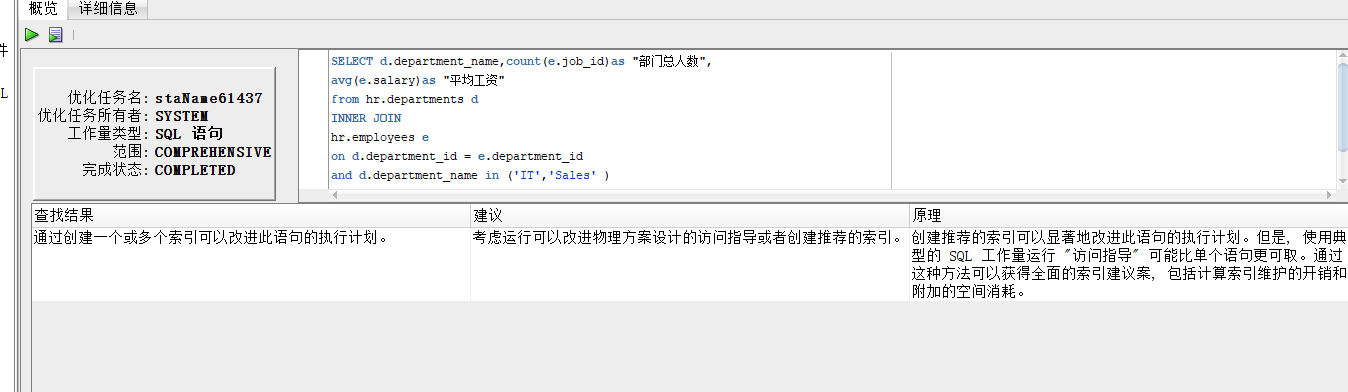 概览 详细信息
件
L
优化任务名: staName61437
优化任务所有者: SYSTEM
工作量类型: SQL 语句
范围: COMPREHENSIVE
完成状态: COMPLETED
SELECT d.department_name,count(e.job_id)as "部门总人数",
avg(e.salary)as "平均工资"
from hr.departments d
INNER JOIN
hr.employees e
on d.department_id = e.department_id
and d.department_name in ('IT','Sales' )
查找结果 建议 原理
通过创建一个或多个索引可以改进此语句的执行计划。
考虑运行可以改进物理方案设计的访问指导或者创建推荐的索引。
创建推荐的索引可以显著地改进此语句的执行计划。但是, 使用典
型的 SQL 工作量运行 "访问指导" 可能比单个语句更可取。通过
这种方法可以获得全面的索引建议案, 包括计算索引维护的开销和
附加的空间消耗。